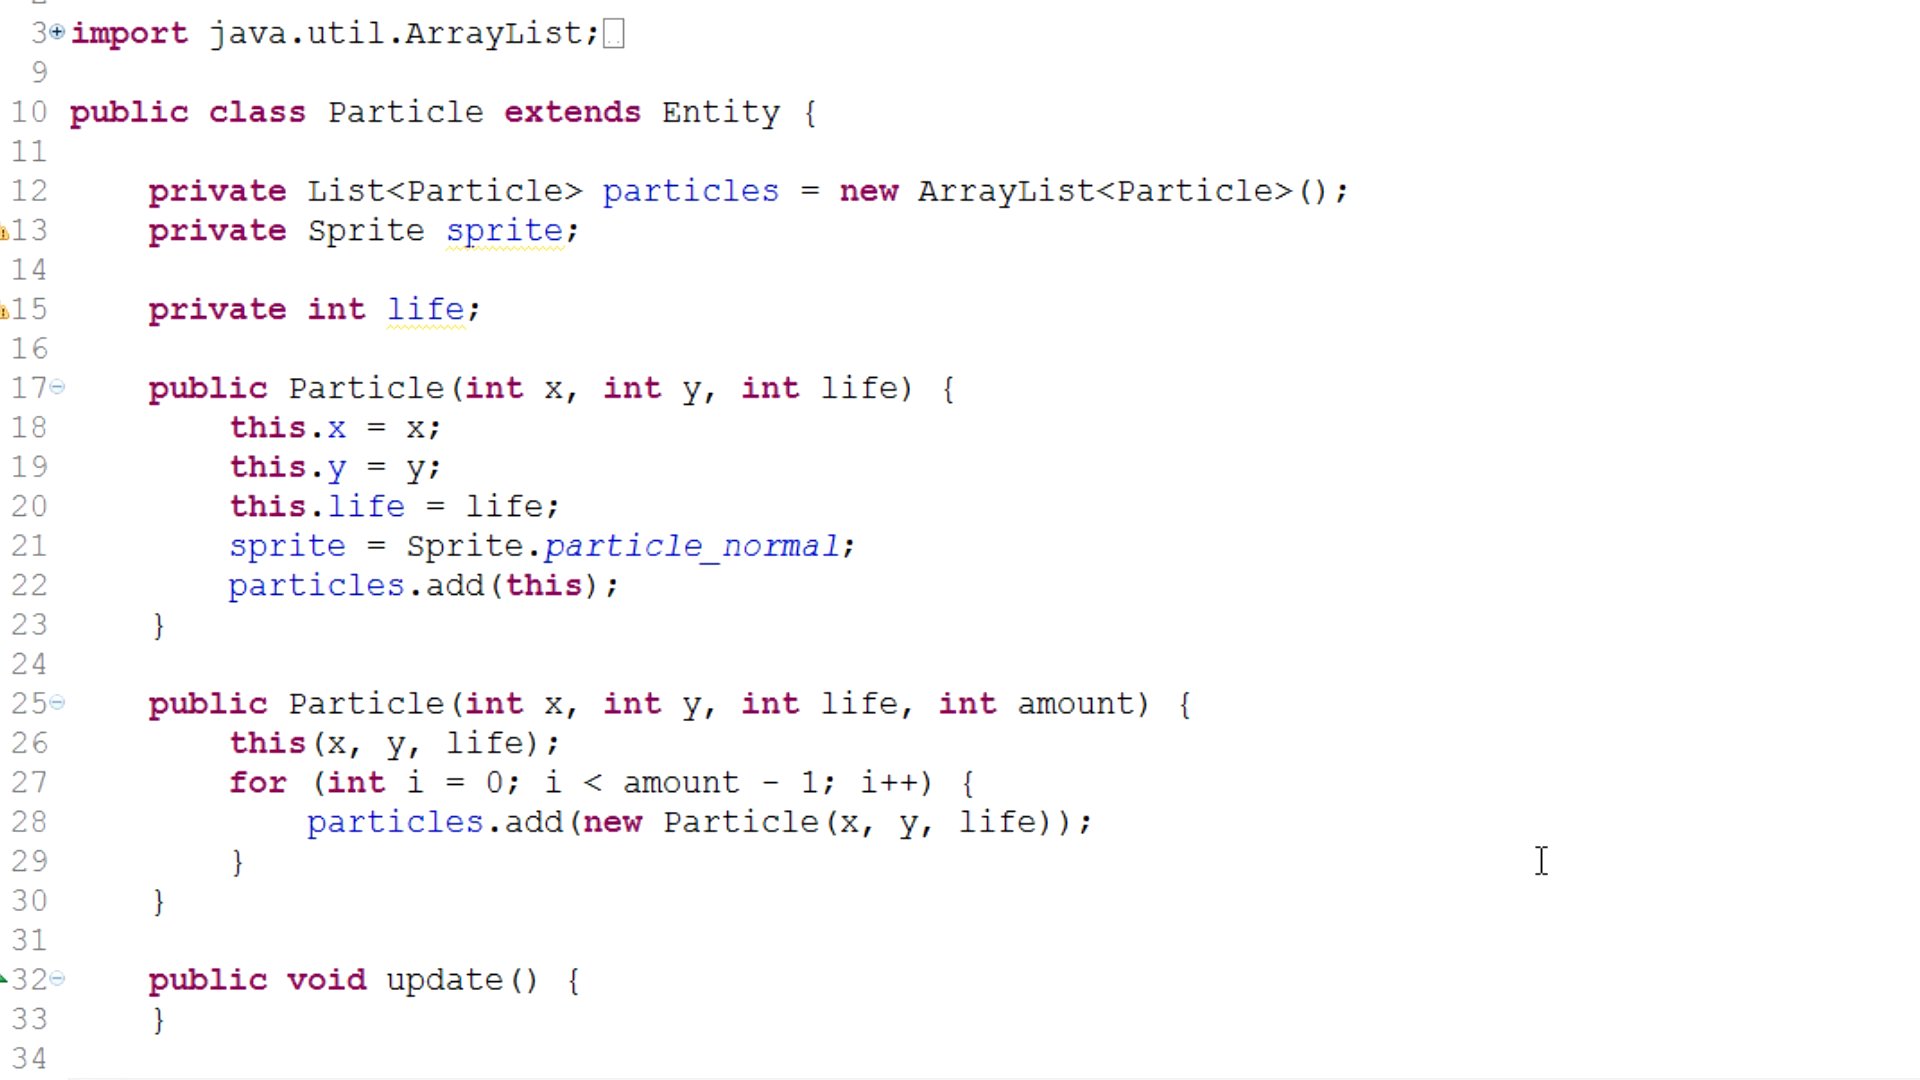 3 import java.util.ArrayList;
9
10 public class Particle extends Entity {
11
12 private List<Particle> particles = new ArrayList<Particle>();
13 private Sprite sprite;
14
15 private int life;
16
17 public Particle(int x, int y, int life) {
18 this.x = x;
19 this.y = y;
20 this.life = life;
21 sprite = Sprite.particle_normal;
22 particles.add(this);
23 }
24
25 public Particle(int x, int y, int life, int amount) {
26 this(x, y, life);
27 for (int i = 0; i < amount - 1; i++) {
28 particles.add(new Particle(x, y, life));
29 }
30 }
31
32 public void update() {
33 }
34